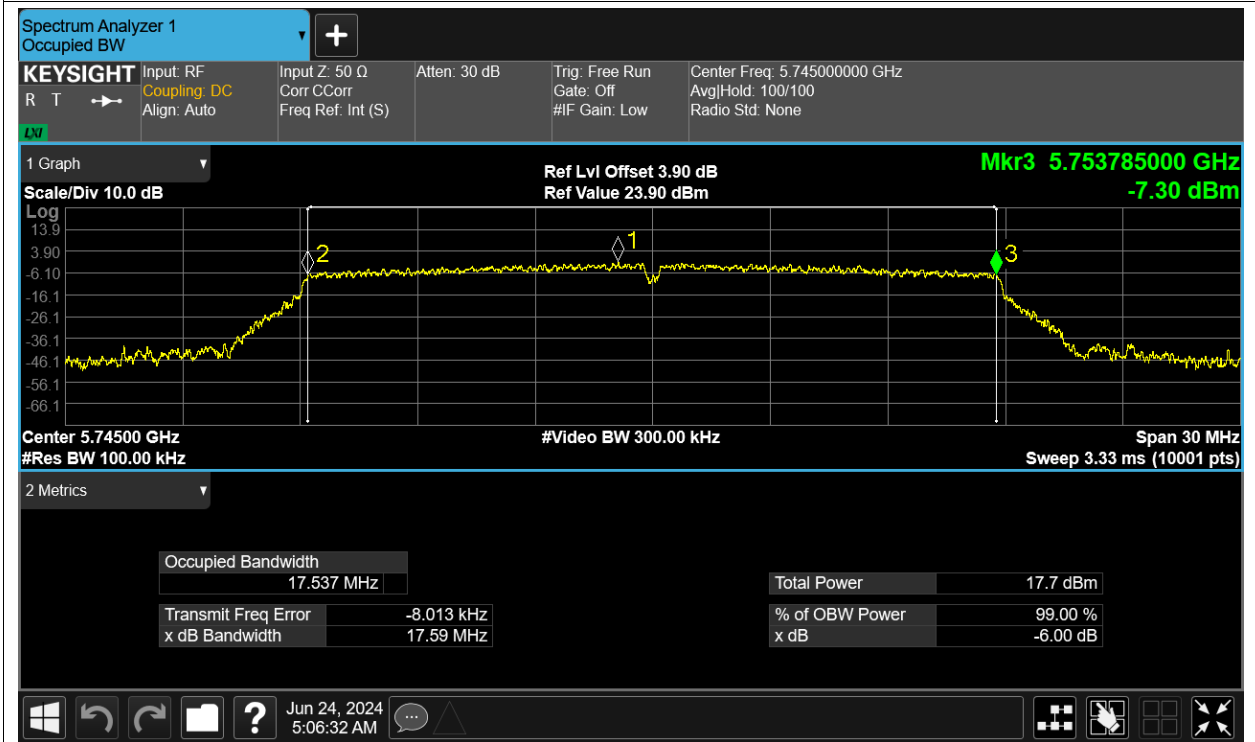 Spectrum Analyzer 1
Occupied BW
KEYSIGHT Input: RF Input Z: 50 Ω Atten: 30 dB Trig: Free Run Center Freq: 5.745000000 GHz
R T Coupling: DC Corr CCorr Gate: Off Avg|Hold: 100/100
Align: Auto Freq Ref: Int (S) #IF Gain: Low Radio Std: None
LXI
1 Graph Ref Lvl Offset 3.90 dB Mkr3 5.753785000 GHz
Scale/Div 10.0 dB Ref Value 23.90 dBm -7.30 dBm
Log
13.9
1
3.90
2
3
-6.10
-16.1
-26.1
-36.1
-46.1
-56.1
-66.1
Center 5.74500 GHz #Video BW 300.00 kHz Span 30 MHz
#Res BW 100.00 kHz Sweep 3.33 ms (10001 pts)
2 Metrics
Occupied Bandwidth
17.537 MHz Total Power 17.7 dBm
Transmit Freq Error -8.013 kHz % of OBW Power 99.00 %
x dB Bandwidth 17.59 MHz x dB -6.00 dB
? Jun 24, 2024
5:06:32 AM